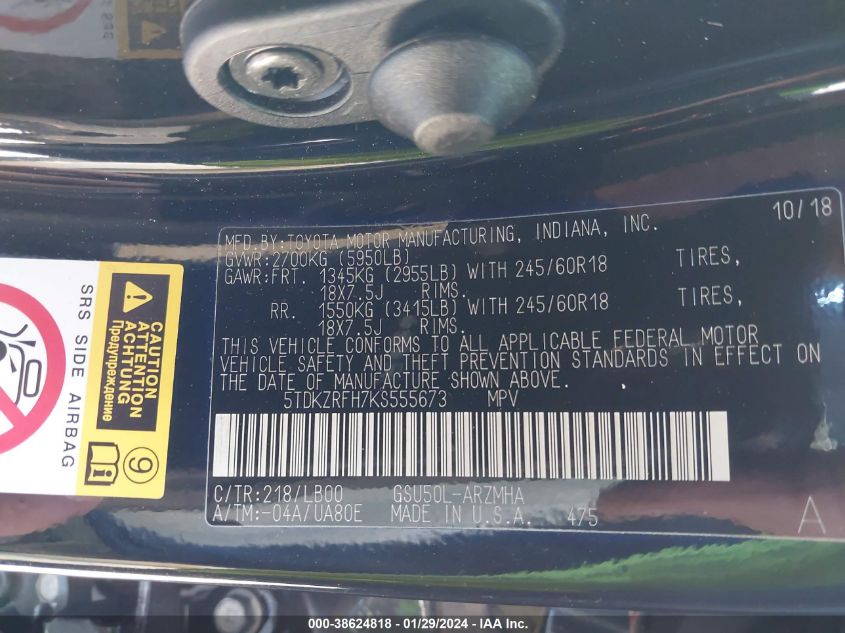 10/18
MFD.BY:TOYOTA MOTOR MANUFACTURING, INDIANA, INC.
GVWR:2700KG (5950LB)
GAWR:FRT. 1345KG (2955LB) WITH 245/60R18 TIRES,
18X7.5J RIMS.
RR. 1550KG (3415LB) WITH 245/60R18 TIRES,
18X7.5J RIMS.
THIS VEHICLE CONFORMS TO ALL APPLICABLE FEDERAL MOTOR
VEHICLE SAFETY AND THEFT PREVENTION STANDARDS IN EFFECT ON
THE DATE OF MANUFACTURE SHOWN ABOVE.
5TDKZRFH7KS555673 MPV
C/TR:218/LB00 GSU50L-ARZMHA
A/TM:-04A/UA80E MADE IN U.S.A. 475
A
SRS SIDE AIRBAG
CAUTION
ATTENTION
ACHTUNG
Предупреждение
9
000-38624818 - 01/29/2024 - IAA Inc.